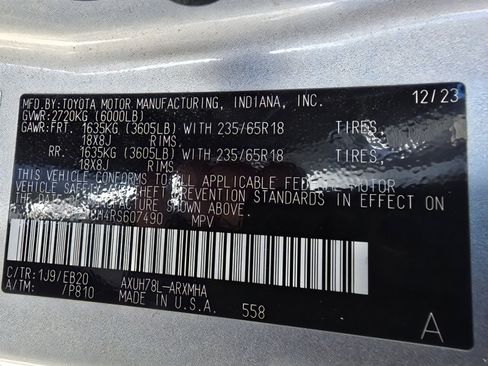 MFD.BY:TOYOTA MOTOR MANUFACTURING, INDIANA, INC. 12/23
GVWR:2720KG (6000LB)
GAWR:FRT. 1635KG (3605LB) WITH 235/65R18 TIRES.
18X8J RIMS.
RR. 1635KG (3605LB) WITH 235/65R18 TIRES.
18X8J RIMS.
THIS VEHICLE CONFORMS TO ALL APPLICABLE FEDERAL MOTOR
VEHICLE SAFETY AND THEFT PREVENTION STANDARDS IN EFFECT ON
THE DATE OF MANUFACTURE SHOWN ABOVE.
M4RS607490 MPV
C/TR:1J9/EB20 AXUH78L-ARXMHA
A/TM: /P810 MADE IN U.S.A. 558
A